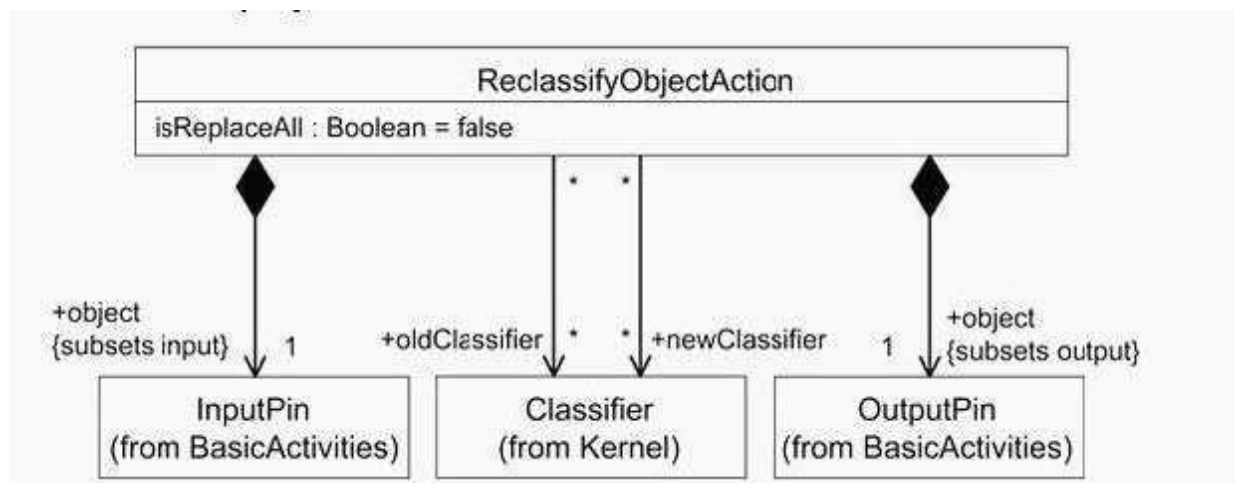 ReclassifyObjectAction
isReplaceAll : Boolean = false
* *
+object
{subsets input} 1
+oldClassifier * * +newClassifier
1 +object
{subsets output}
InputPin
(from BasicActivities)
Classifier
(from Kernel)
OutputPin
(from BasicActivities)